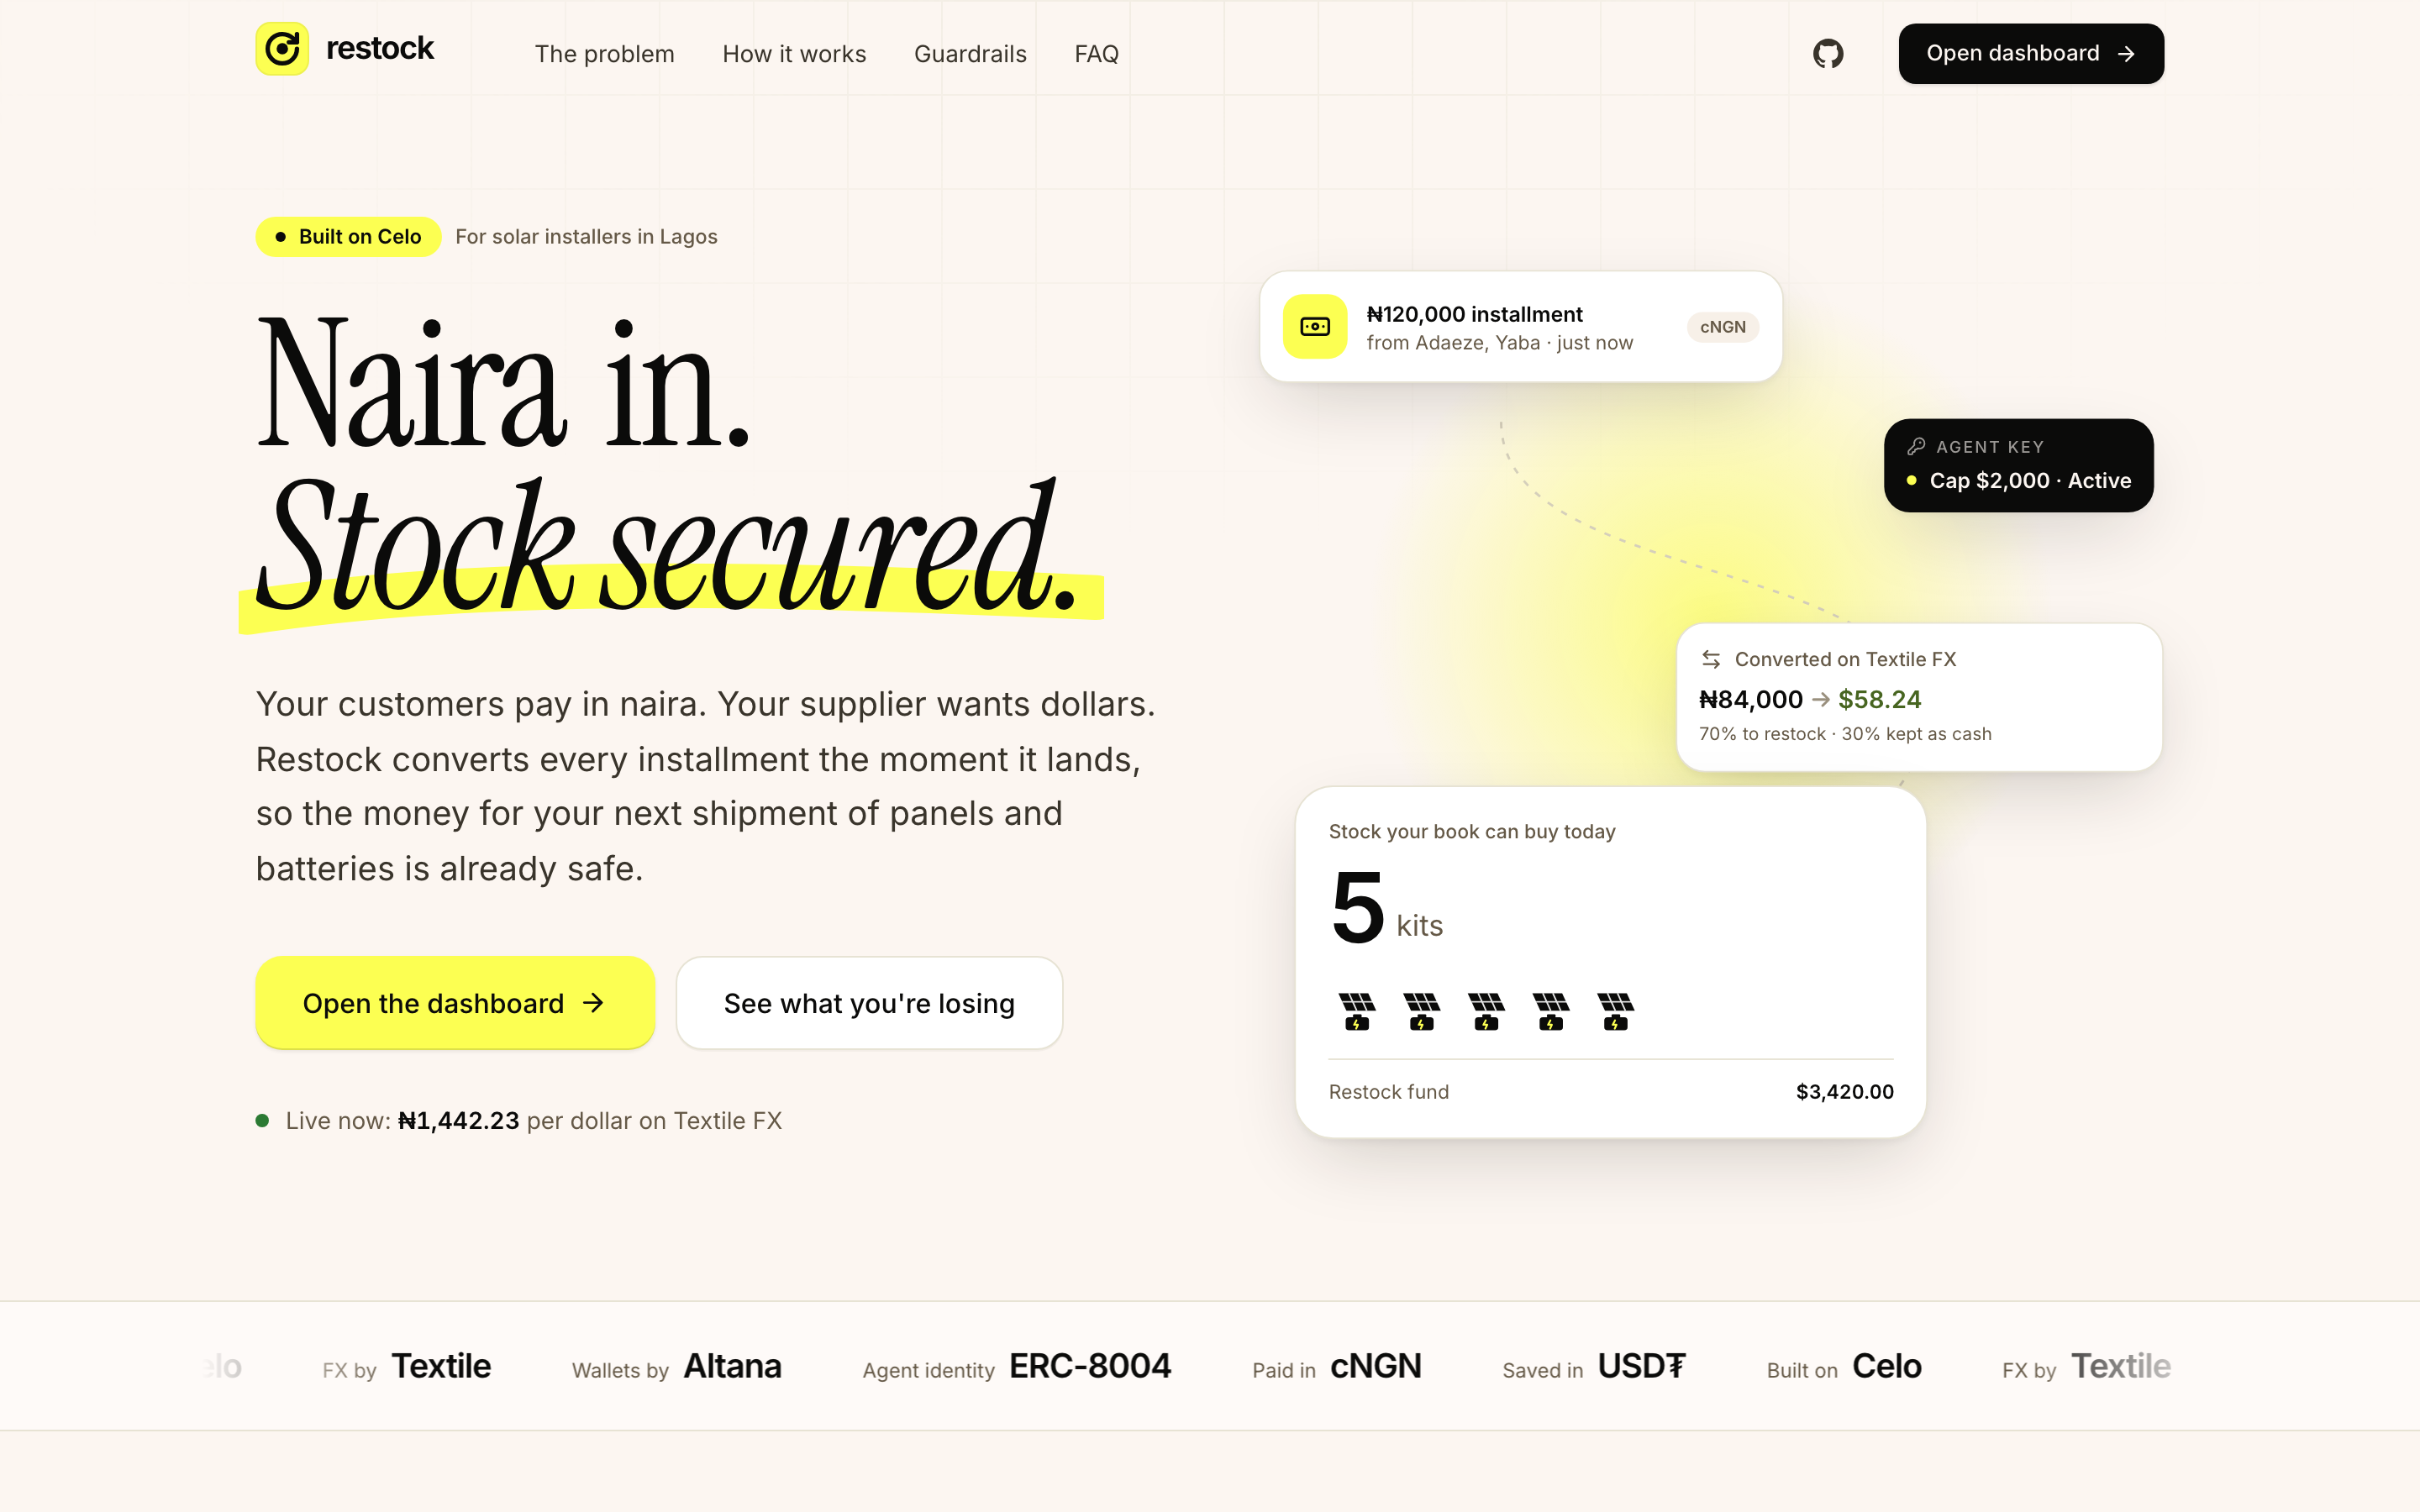 restock
The problem
How it works
Guardrails
FAQ
Open dashboard →
Built on Celo
For solar installers in Lagos
Naira in.
Stock secured.
Your customers pay in naira. Your supplier wants dollars.
Restock converts every installment the moment it lands,
so the money for your next shipment of panels and
batteries is already safe.
Open the dashboard →
See what you're losing
Live now: ₦1,442.23 per dollar on Textile FX
₦120,000 installment
from Adaeze, Yaba · just now
cNGN
AGENT KEY
Cap $2,000 · Active
Converted on Textile FX
₦84,000 → $58.24
70% to restock · 30% kept as cash
Stock your book can buy today
5 kits
Restock fund
$3,420.00
elo
FX by Textile
Wallets by Altana
Agent identity ERC-8004
Paid in cNGN
Saved in USD₮
Built on Celo
FX by Textile